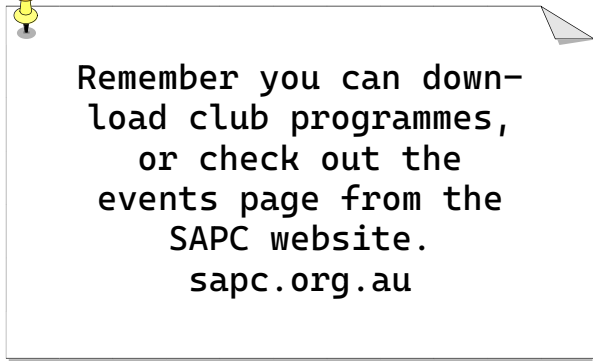 Remember you can down-
load club programmes,
or check out the
events page from the
SAPC website.
sapc.org.au